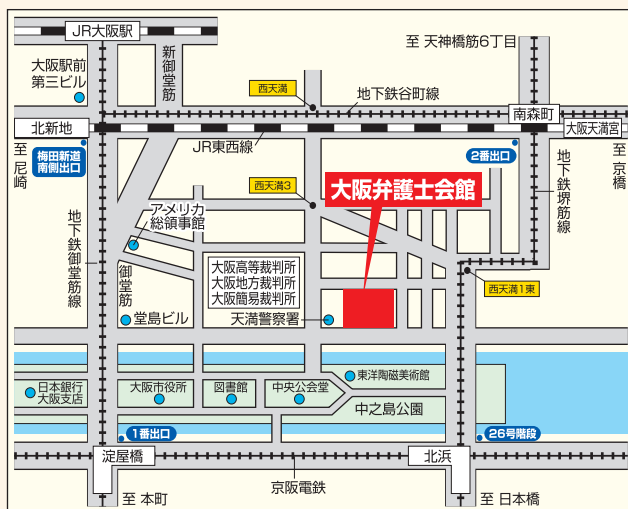 JR大阪駅
至 天神橋筋6丁目
新御堂筋
大阪駅前
第三ビル
西天満
地下鉄谷町線
南森町
北新地
大阪天満宮
JR東西線
至 尼崎
梅田新道
南側出口
2番出口
至 京橋
地下鉄堺筋線
西天満3
大阪弁護士会館
アメリカ
総領事館
地下鉄御堂筋線
御堂筋
大阪高等裁判所
大阪地方裁判所
大阪簡易裁判所
西天満1東
堂島ビル
天満警察署
東洋陶磁美術館
日本銀行
大阪支店
大阪市役所
図書館
中央公会堂
中之島公園
1番出口
26号階段
淀屋橋
北浜
京阪電鉄
至 本町
至 日本橋